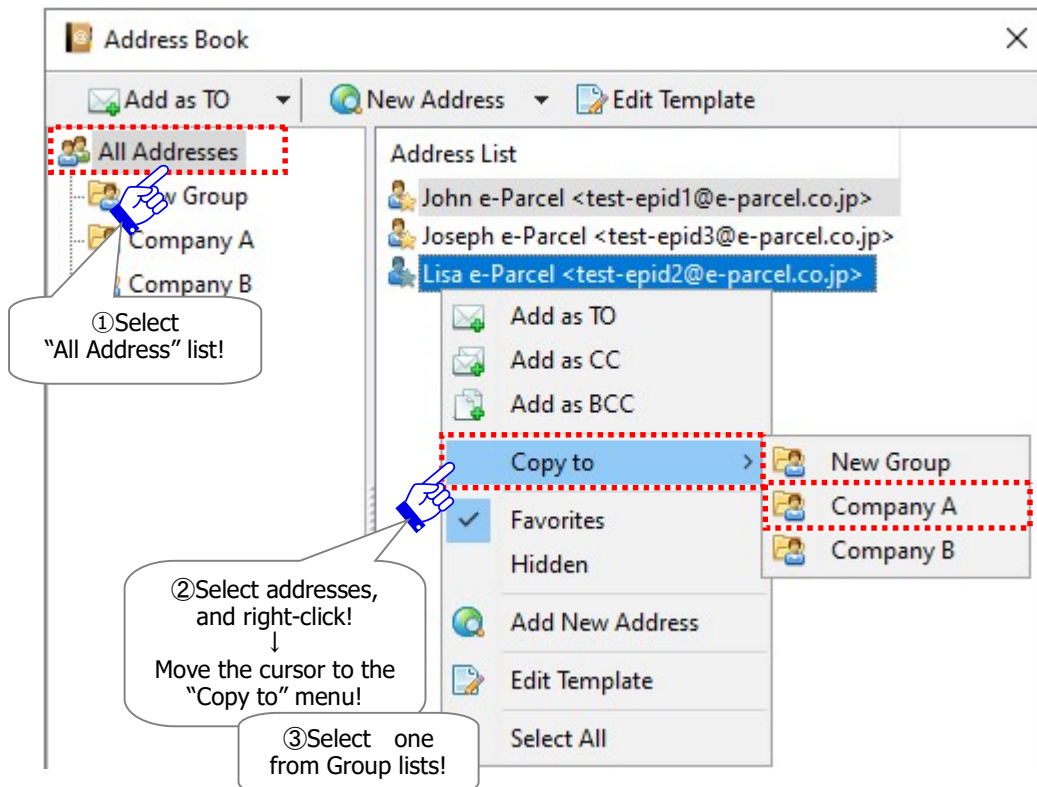 Address Book
Add as TO
New Address
Edit Template
All Addresses
Group
Company A
Company B
Address List
John e-Parcel <test-epid1@e-parcel.co.jp>
Joseph e-Parcel <test-epid3@e-parcel.co.jp>
Lisa e-Parcel <test-epid2@e-parcel.co.jp>
①Select
“All Address” list!
Add as TO
Add as CC
Add as BCC
Copy to
New Group
Company A
Company B
Favorites
Hidden
Add New Address
Edit Template
Select All
②Select addresses,
and right-click!
↓
Move the cursor to the
“Copy to” menu!
③Select one
from Group lists!